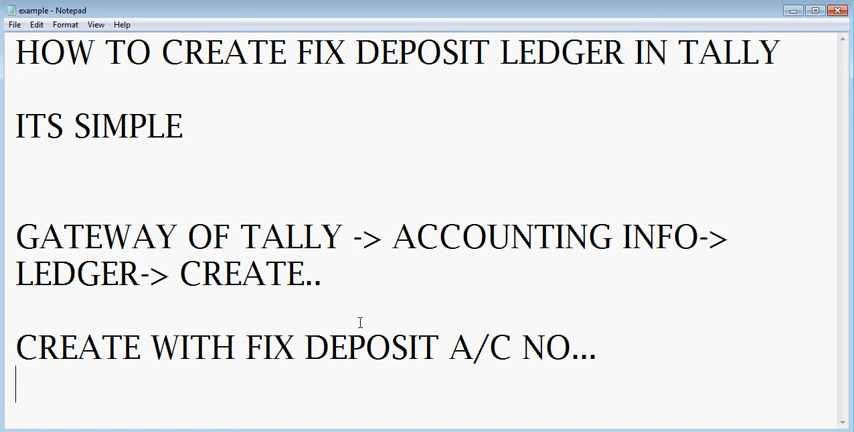 example - Notepad
File Edit Format View Help
HOW TO CREATE FIX DEPOSIT LEDGER IN TALLY
ITS SIMPLE
GATEWAY OF TALLY -> ACCOUNTING INFO->
LEDGER-> CREATE..
CREATE WITH FIX DEPOSIT A/C NO...